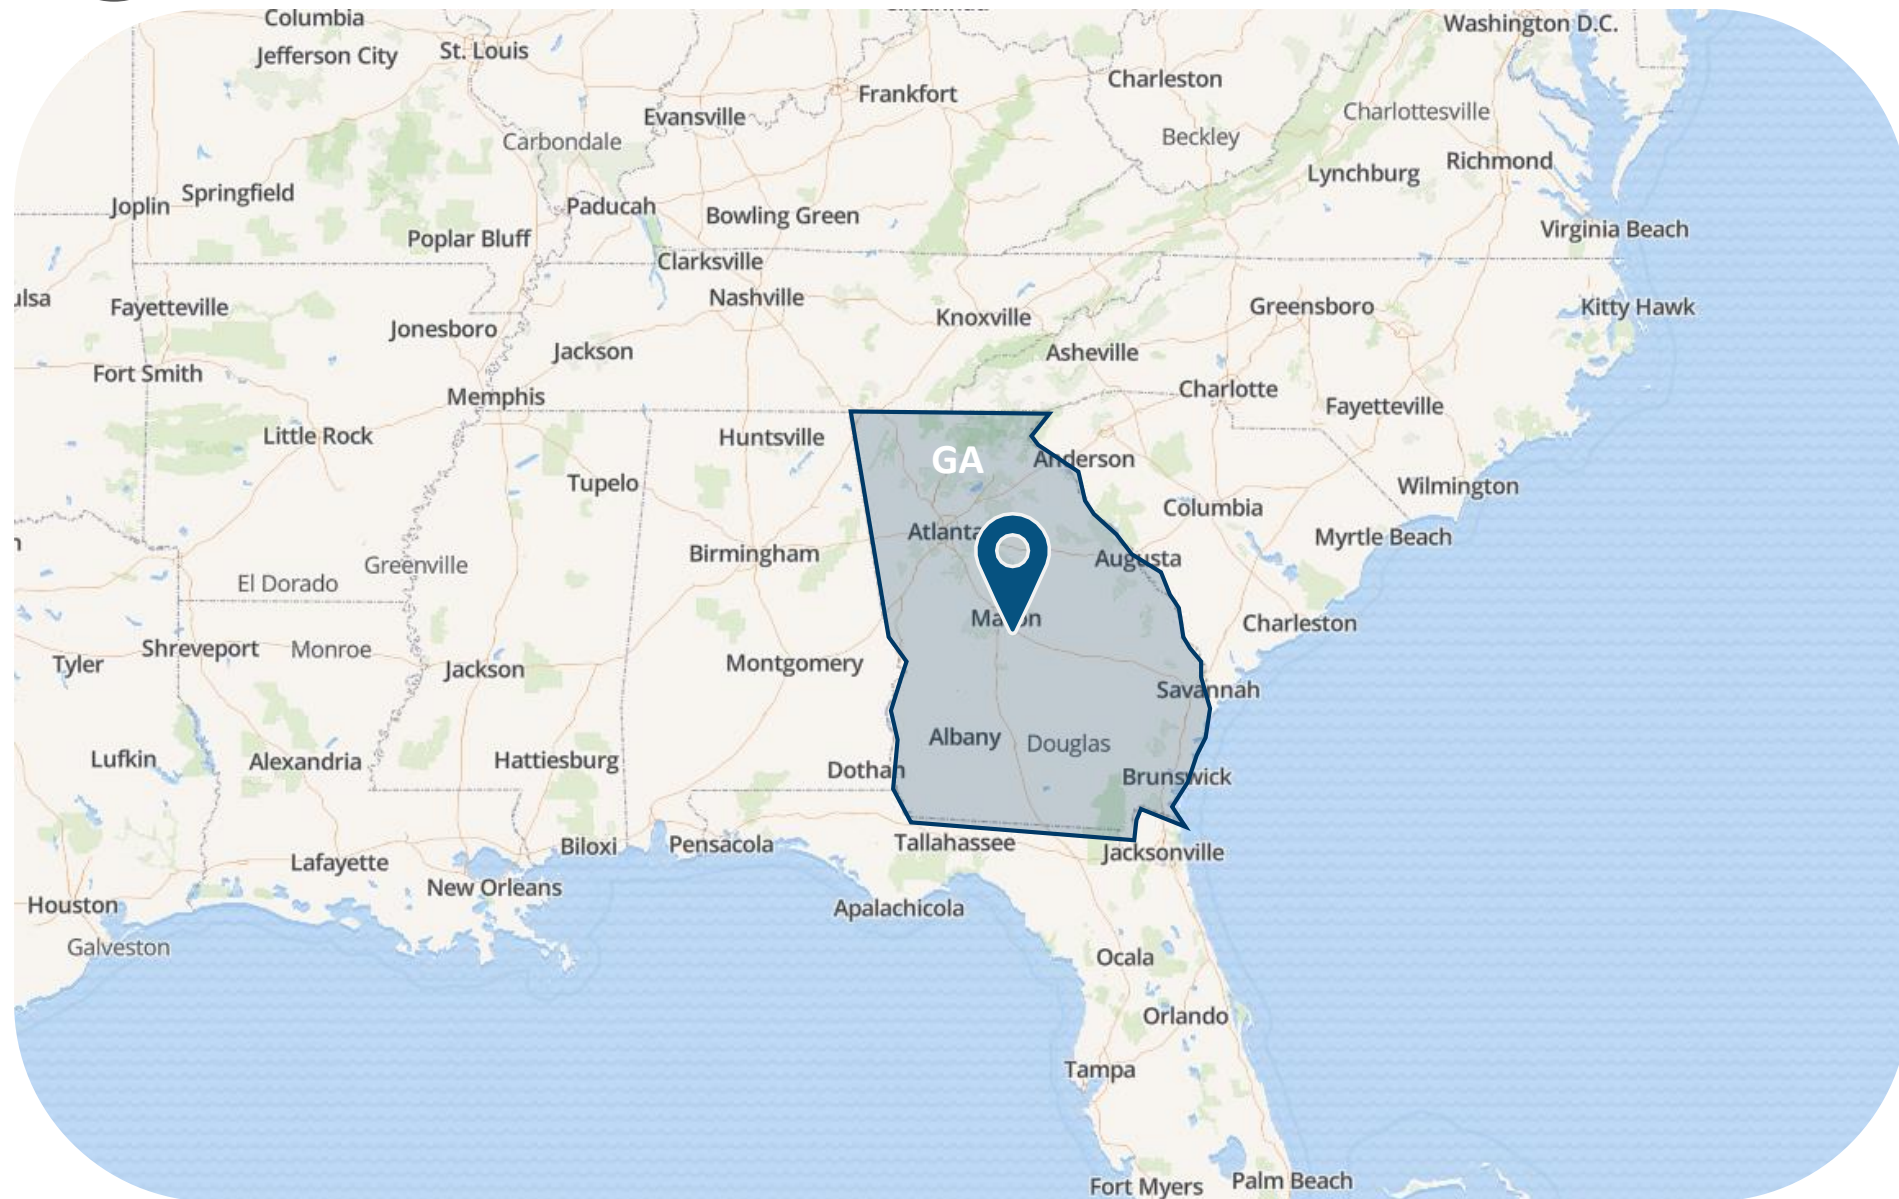 Columbia
Washington D.C.
Jefferson City
St. Louis
Charleston
Frankfort
Charlottesville
Evansville
Beckley
Carbondale
Richmond
Lynchburg
Springfield
Joplin
Paducah
Bowling Green
Virginia Beach
Poplar Bluff
Clarksville
Nashville
ulsa
Fayetteville
Greensboro
Kitty Hawk
Knoxville
Jonesboro
Jackson
Asheville
Fort Smith
Charlotte
Memphis
Fayetteville
Little Rock
Huntsville
GA
Anderson
Tupelo
Wilmington
Columbia
Atlanta
Myrtle Beach
Birmingham
Augusta
Greenville
El Dorado
Charleston
Shreveport
Monroe
Tyler
Jackson
Montgomery
Savannah
Albany
Douglas
Lufkin
Alexandria
Hattiesburg
Dothan
Brunswick
Biloxi
Pensacola
Tallahassee
Jacksonville
Lafayette
New Orleans
Houston
Apalachicola
Galveston
Ocala
Orlando
Tampa
Fort Myers
Palm Beach